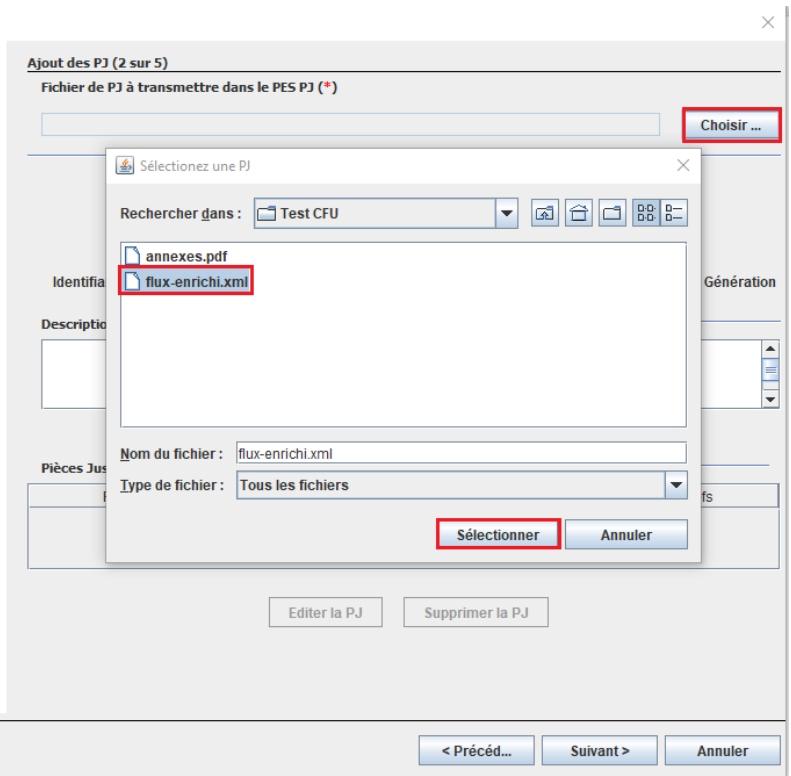 Ajout des PJ (2 sur 5)
Fichier de PJ à transmettre dans le PES PJ (*)
Choisir ...
Sélectionez une PJ
Rechercher dans :
Test CFU
annexes.pdf
flux-enrichi.xml
Identifia
Génération
Descriptio
Nom du fichier :
flux-enrichi.xml
Pièces Jus
Type de fichier :
Tous les fichiers
fs
Sélectionner
Annuler
Editer la PJ
Supprimer la PJ
< Précéd...
Suivant >
Annuler